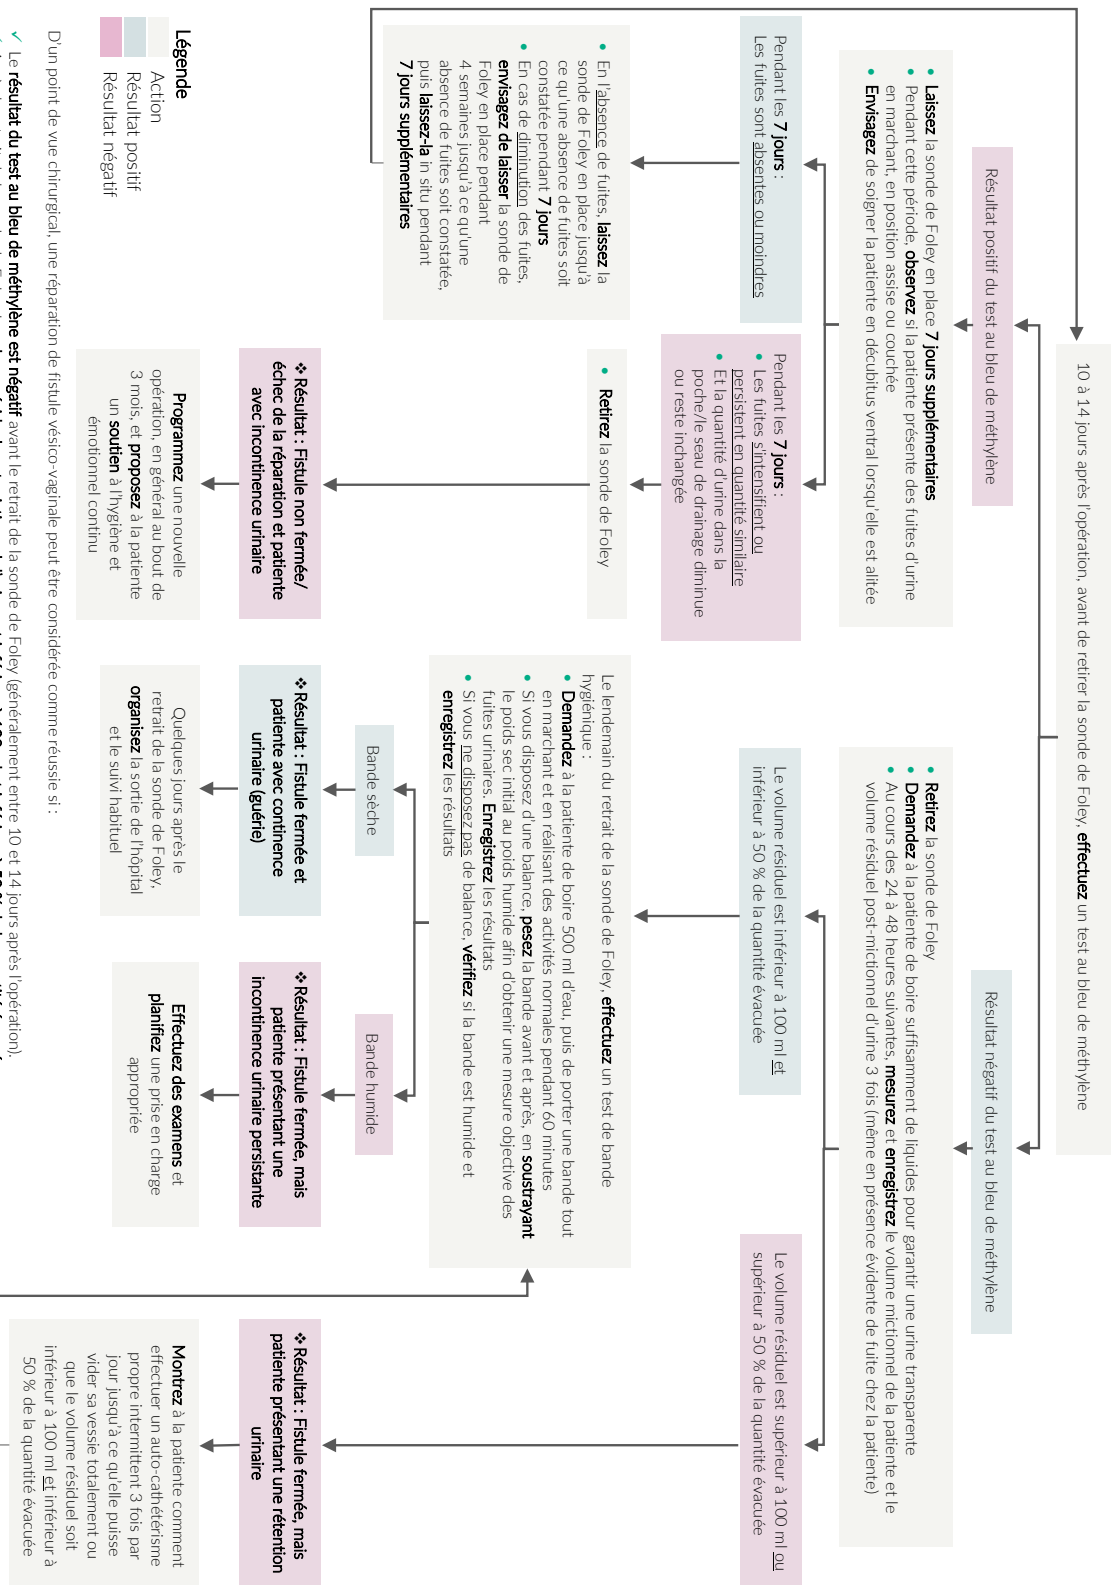 10 à 14 jours après l'opération, avant de retirer la sonde de Foley, effectuez un test au bleu de méthylène
Résultat positif du test au bleu de méthylène
• Laissez la sonde de Foley en place 7 jours supplémentaires
• Pendant cette période, observez si la patiente présente des fuites d'urine
en marchant, en position assise ou couchée
• Envisagez de soigner la patiente en décubitus ventral lorsqu'elle est alitée
Pendant les 7 jours :
Les fuites sont absentes ou moindres
• En l'absence de fuites, laissez la
sonde de Foley en place jusqu'à
ce qu'une absence de fuites soit
constatée pendant 7 jours
• En cas de diminution des fuites,
envisagez de laisser la sonde de
Foley en place pendant
4 semaines jusqu'à ce qu'une
absence de fuites soit constatée,
puis laissez-la in situ pendant
7 jours supplémentaires
Pendant les 7 jours :
• Les fuites s'intensifient ou
persistent en quantité similaire
• Et la quantité d'urine dans la
poche/le seau de drainage diminue
ou reste inchangée
• Retirez la sonde de Foley
❖ Résultat : Fistule non fermée/
échec de la réparation et patiente
avec incontinence urinaire
Programmez une nouvelle
opération, en général au bout de
3 mois, et proposez à la patiente
un soutien à l'hygiène et
émotionnel continu
Résultat négatif du test au bleu de méthylène
• Retirez la sonde de Foley
• Demandez à la patiente de boire suffisamment de liquides pour garantir une urine transparente
• Au cours des 24 à 48 heures suivantes, mesurez et enregistrez le volume mictionnel de la patiente et le
volume résiduel post-mictionnel d'urine 3 fois (même en présence évidente de fuite chez la patiente)
Le volume résiduel est inférieur à 100 ml et
inférieur à 50 % de la quantité évacuée
Le lendemain du retrait de la sonde de Foley, effectuez un test de bande
hygiénique :
• Demandez à la patiente de boire 500 ml d'eau, puis de porter une bande tout
en marchant et en réalisant des activités normales pendant 60 minutes
• Si vous disposez d'une balance, pesez la bande avant et après, en soustrayant
le poids sec initial au poids humide afin d'obtenir une mesure objective des
fuites urinaires. Enregistrez les résultats
• Si vous ne disposez pas de balance, vérifiez si la bande est humide et
enregistrez les résultats
Bande sèche
❖ Résultat : Fistule fermée et
patiente avec continence
urinaire (guérie)
Quelques jours après le
retrait de la sonde de Foley,
organisez la sortie de l'hôpital
et le suivi habituel
Bande humide
❖ Résultat : Fistule fermée, mais
patiente présentant une
incontinence urinaire persistante
Effectuez des examens et
planifiez une prise en charge
appropriée
Le volume résiduel est supérieur à 100 ml ou
supérieur à 50 % de la quantité évacuée
❖ Résultat : Fistule fermée, mais
patiente présentant une rétention
urinaire
Montrez à la patiente comment
effectuer un auto-cathétérisme
propre intermittent 3 fois par
jour jusqu'à ce qu'elle puisse
vider sa vessie totalement ou
que le volume résiduel soit
inférieur à 100 ml et inférieur à
50 % de la quantité évacuée
Légende
Action
Résultat positif
Résultat négatif
D'un point de vue chirurgical, une réparation de fistule vésico-vaginale peut être considérée comme réussie si :
✓ Le résultat du test au bleu de méthylène est négatif avant le retrait de la sonde de Foley (généralement entre 10 et 14 jours après l'opération).